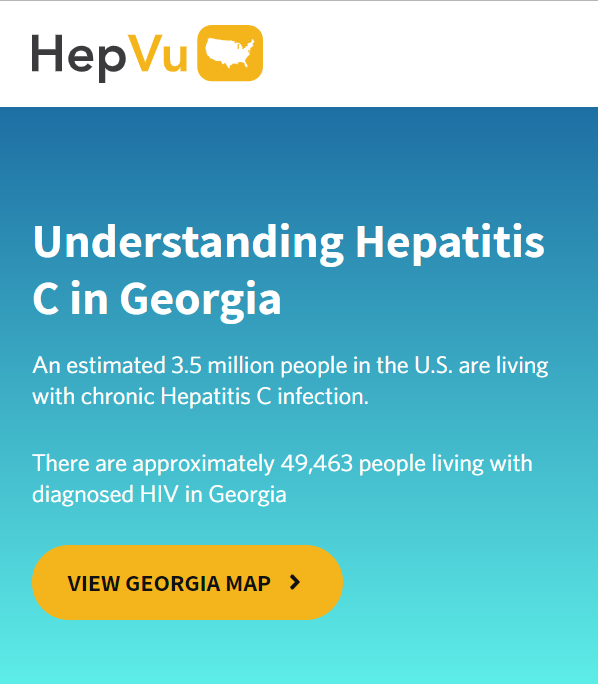 HepVu
Understanding Hepatitis
C in Georgia
An estimated 3.5 million people in the U.S. are living
with chronic Hepatitis C infection.
There are approximately 49,463 people living with
diagnosed HIV in Georgia
VIEW GEORGIA MAP